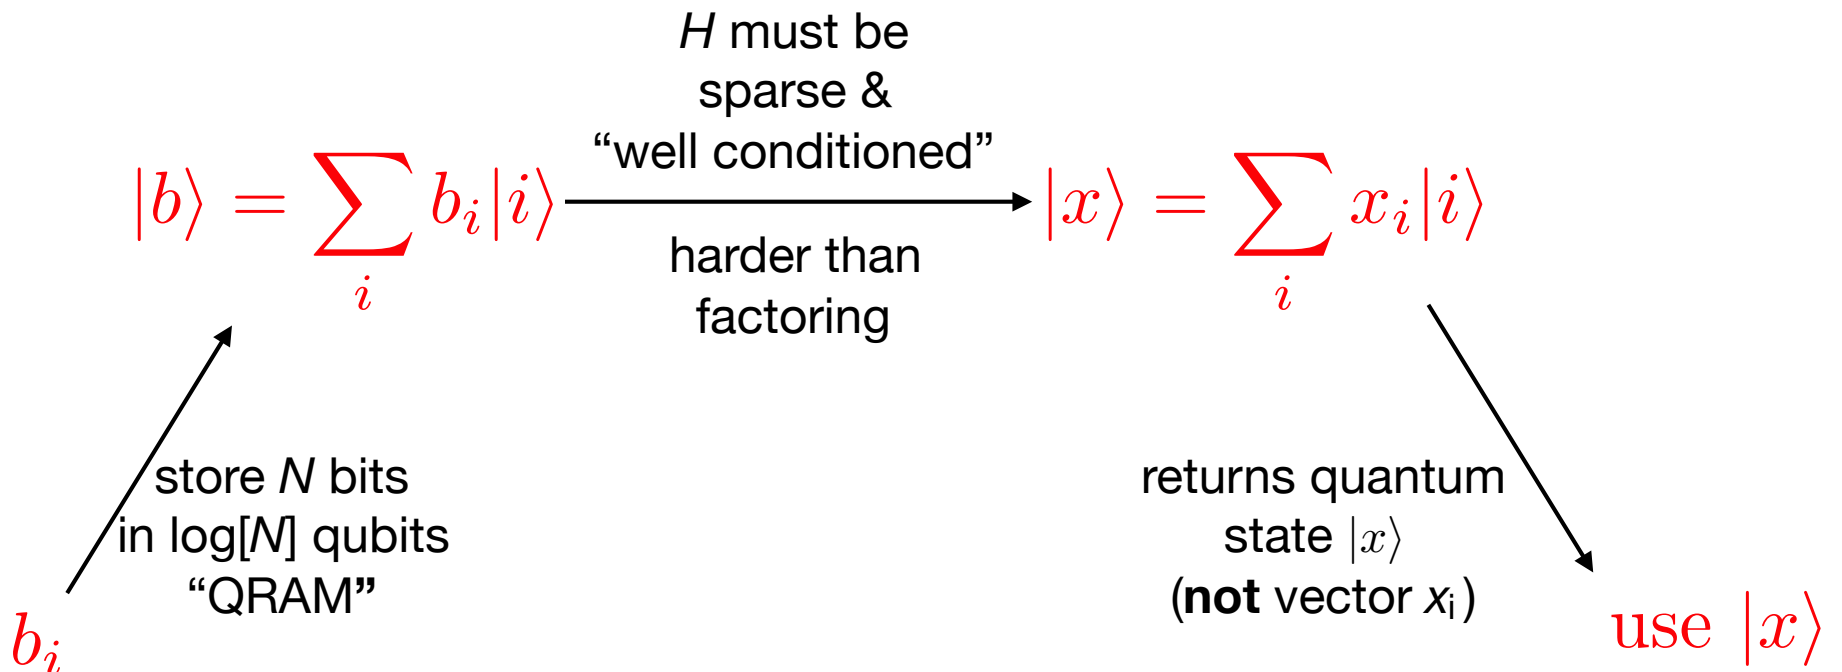 H must be
sparse &
“well conditioned”
|b⟩ = ∑_i b_i|i⟩
|x⟩ = ∑_i x_i|i⟩
harder than
factoring
store N bits
in log[N] qubits
“QRAM”
returns quantum
state |x⟩
(not vector x_i)
b_i
use |x⟩